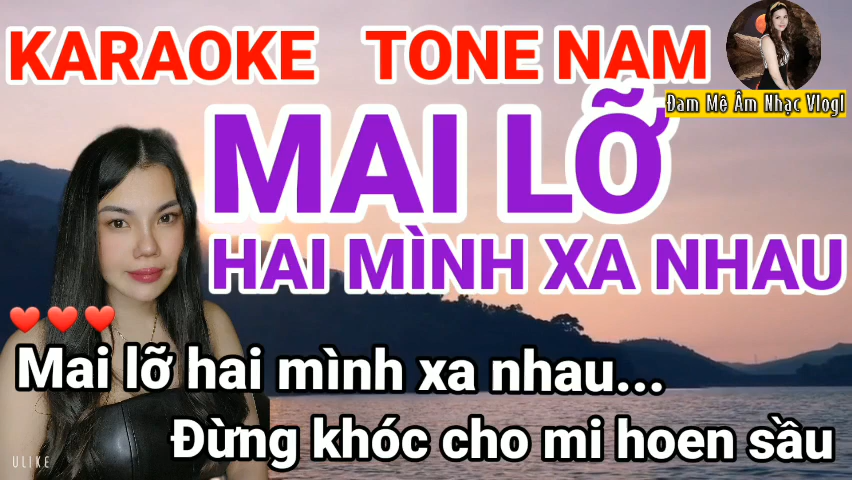 KARAOKE TONE NAM
Đam Mê Âm Nhạc Vlogl
MAI LỠ
HAI MÌNH XA NHAU
Mai lỡ hai mình xa nhau...
Đừng khóc cho mi hoen sầu
ULIKE